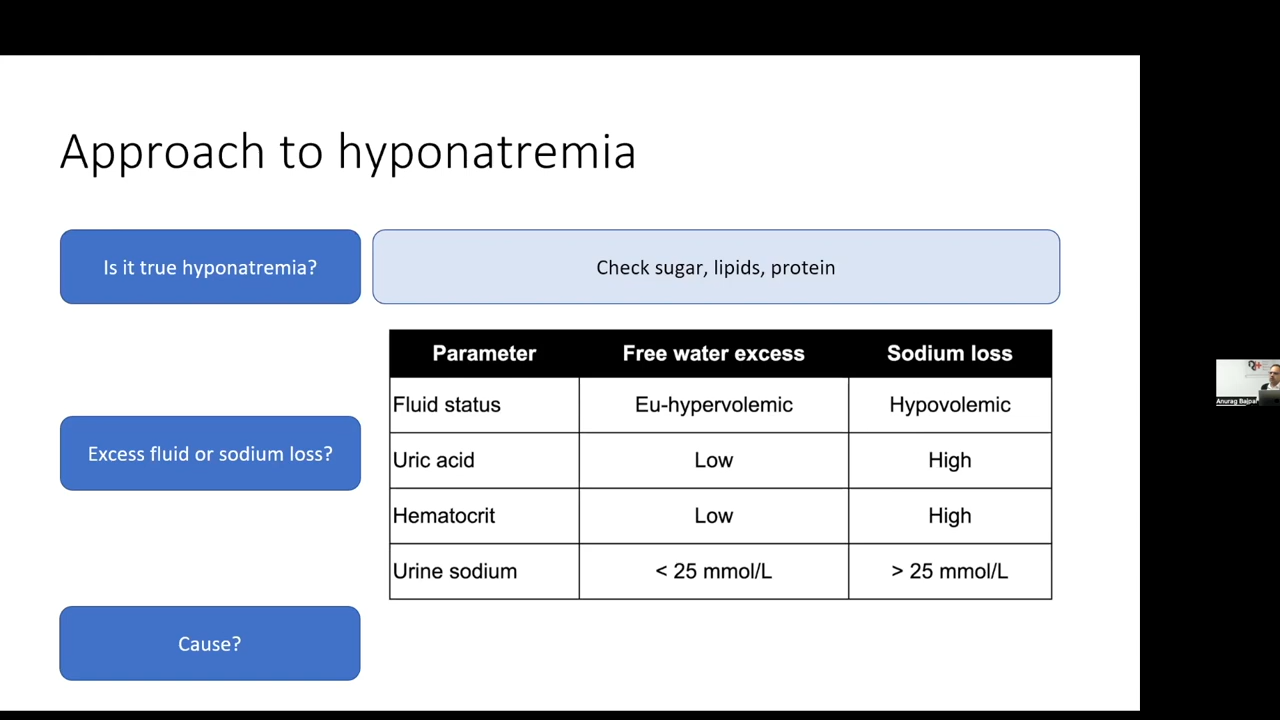 Approach to hyponatremia
Is it true hyponatremia?
Check sugar, lipids, protein
Parameter Free water excess Sodium loss
Fluid status Eu-hypervolemic Hypovolemic
Excess fluid or sodium loss?
Uric acid Low High
Hematocrit Low High
Urine sodium < 25 mmol/L > 25 mmol/L
Cause?
Anurag Bajpai